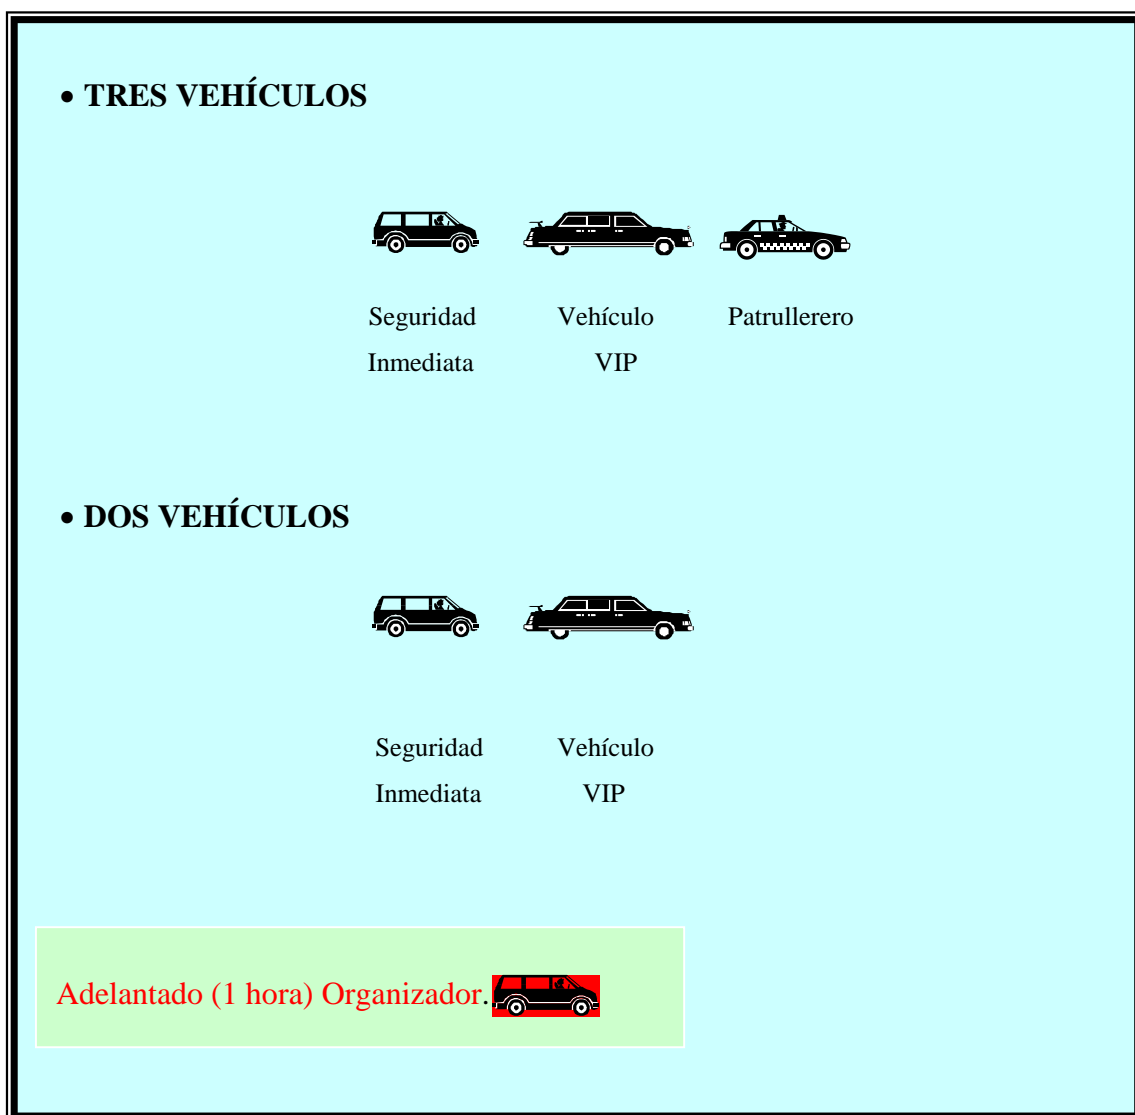 • TRES VEHÍCULOS
Seguridad Vehículo Patrullerero
Inmediata VIP
• DOS VEHÍCULOS
Seguridad Vehículo
Inmediata VIP
Adelantado (1 hora) Organizador.